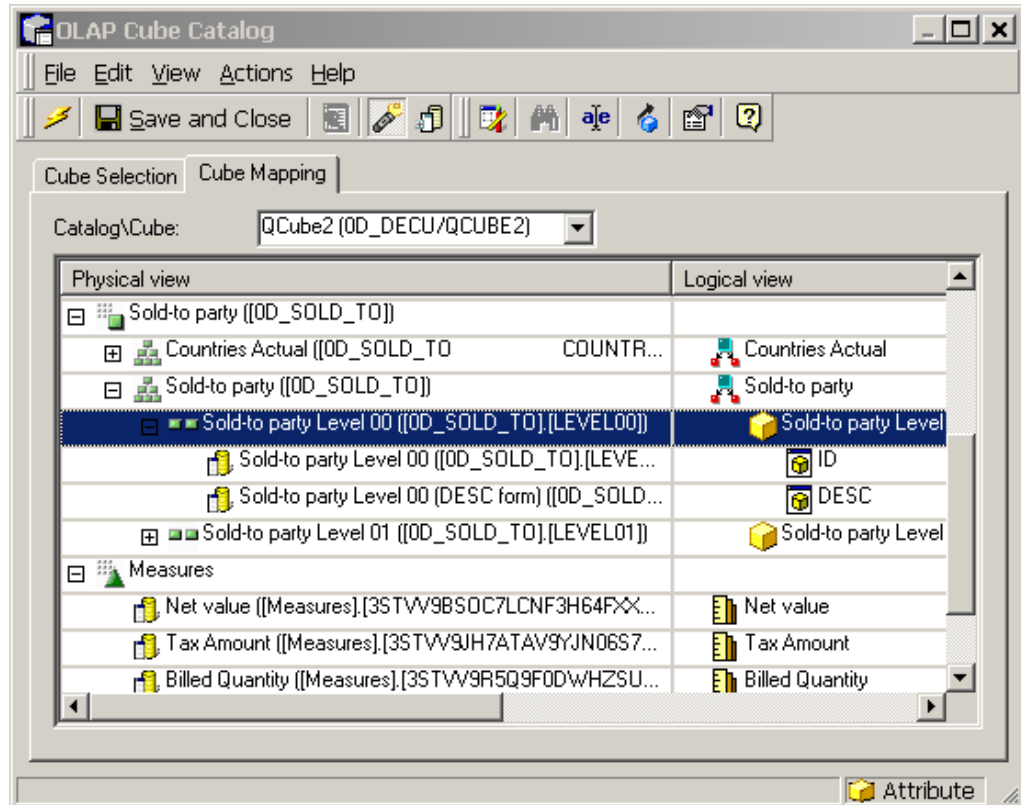 OLAP Cube Catalog
File Edit View Actions Help
Save and Close
Cube Selection Cube Mapping
Catalog\Cube: QCube2 (0D_DECU/QCUBE2)
Physical view Logical view
Sold-to party ([0D_SOLD_TO])
Countries Actual ([0D_SOLD_TO COUNTR... Countries Actual
Sold-to party ([0D_SOLD_TO]) Sold-to party
Sold-to party Level 00 ([0D_SOLD_TO].[LEVEL00]) Sold-to party Level
Sold-to party Level 00 ([0D_SOLD_TO].[LEVE... ID
Sold-to party Level 00 (DESC form) ([0D_SOLD... DESC
Sold-to party Level 01 ([0D_SOLD_TO].[LEVEL01]) Sold-to party Level
Measures
Net value ([Measures].[3STVV9BSOC7LCNF3H64FXX... Net value
Tax Amount ([Measures].[3STVV9JH7ATAV9YJN06S7... Tax Amount
Billed Quantity ([Measures].[3STVV9R5Q9F0DWHZSU... Billed Quantity
Attribute